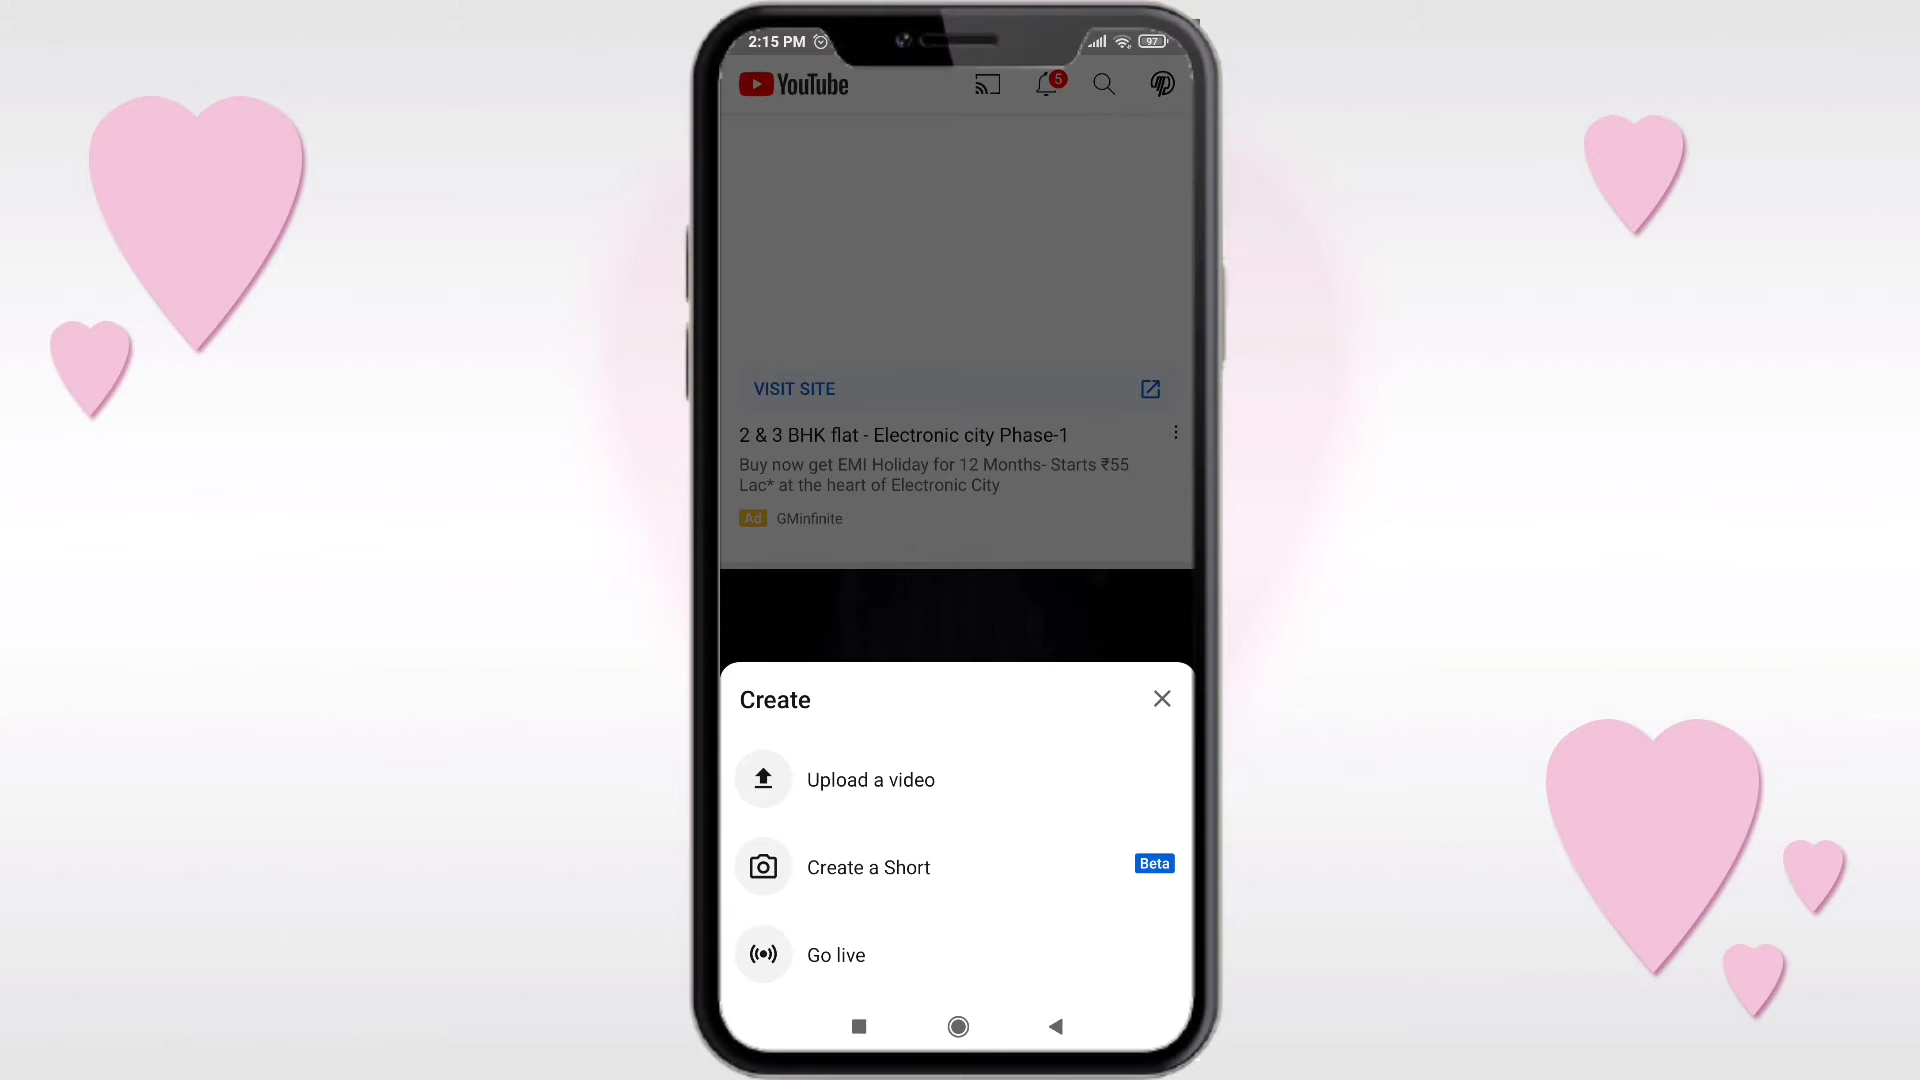 2:15 PM
97
YouTube
5
VISIT SITE
2 & 3 BHK flat - Electronic city Phase-1
Buy now get EMI Holiday for 12 Months- Starts ₹55
Lac* at the heart of Electronic City
Ad GMinfinite
Create
Upload a video
Create a Short Beta
Go live